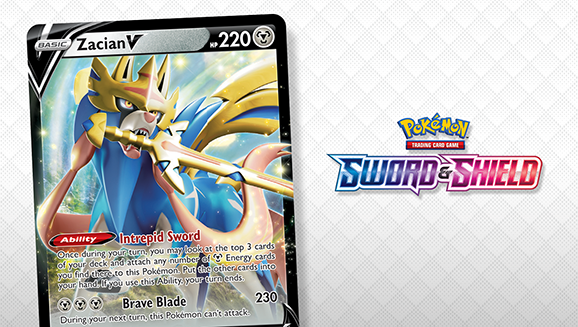 BASIC Zacian V HP 220
Ability Intrepid Sword
Once during your turn, you may look at the top 3 cards
of your deck and attach any number of Energy cards
you find there to this Pokémon. Put the other cards into
your hand. If you use this Ability, your turn ends.
Brave Blade 230
During your next turn, this Pokémon can't attack.
POKéMON
TRADING CARD GAME
SWORD & SHIELD